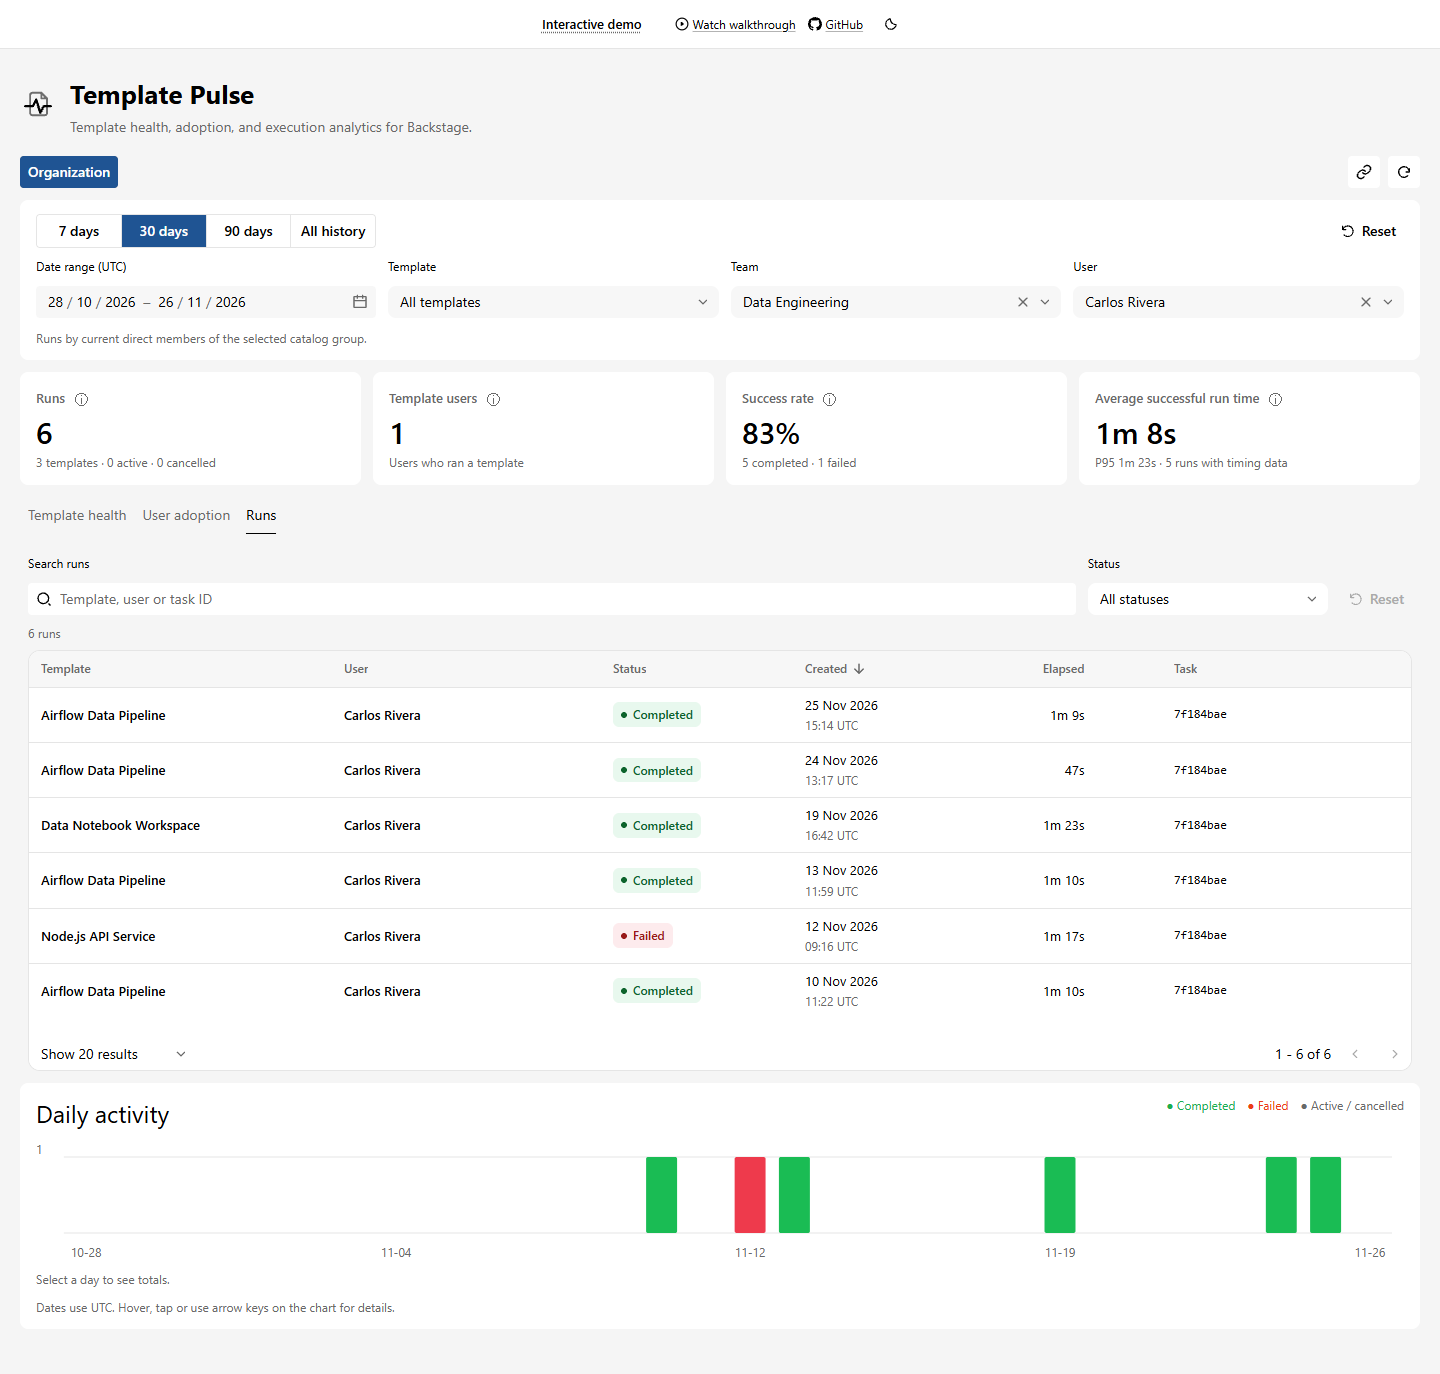 Interactive demo
Watch walkthrough
GitHub
Template Pulse
Template health, adoption, and execution analytics for Backstage.
Organization
7 days
30 days
90 days
All history
Reset
Date range (UTC)
Template
Team
User
28 / 10 / 2026 – 26 / 11 / 2026
All templates
Data Engineering
Carlos Rivera
Runs by current direct members of the selected catalog group.
Runs
6
3 templates · 0 active · 0 cancelled
Template users
1
Users who ran a template
Success rate
83%
5 completed · 1 failed
Average successful run time
1m 8s
P95 1m 23s · 5 runs with timing data
Template health
User adoption
Runs
Search runs
Status
Template, user or task ID
All statuses
Reset
6 runs
Template User Status Created Elapsed Task
Airflow Data Pipeline Carlos Rivera Completed 25 Nov 2026 1m 9s 7f184bae
15:14 UTC
Airflow Data Pipeline Carlos Rivera Completed 24 Nov 2026 47s 7f184bae
13:17 UTC
Data Notebook Workspace Carlos Rivera Completed 19 Nov 2026 1m 23s 7f184bae
16:42 UTC
Airflow Data Pipeline Carlos Rivera Completed 13 Nov 2026 1m 10s 7f184bae
11:59 UTC
Node.js API Service Carlos Rivera Failed 12 Nov 2026 1m 17s 7f184bae
09:16 UTC
Airflow Data Pipeline Carlos Rivera Completed 10 Nov 2026 1m 10s 7f184bae
11:22 UTC
Show 20 results
1 - 6 of 6
Daily activity
Completed
Failed
Active / cancelled
1
10-28
11-04
11-12
11-19
11-26
Select a day to see totals.
Dates use UTC. Hover, tap or use arrow keys on the chart for details.